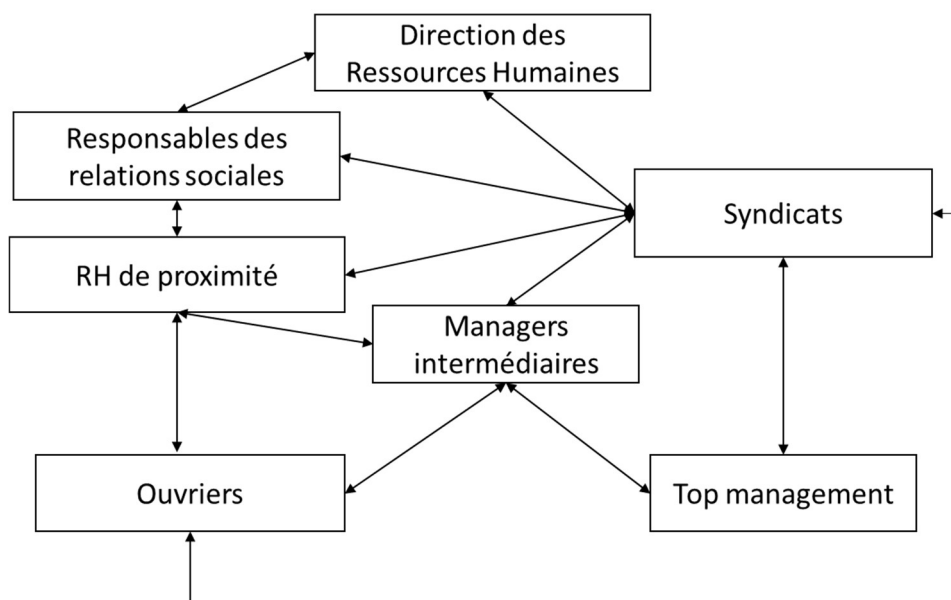 Direction des
Ressources Humaines
Responsables des
relations sociales
Syndicats
RH de proximité
Managers
intermédiaires
Ouvriers
Top management